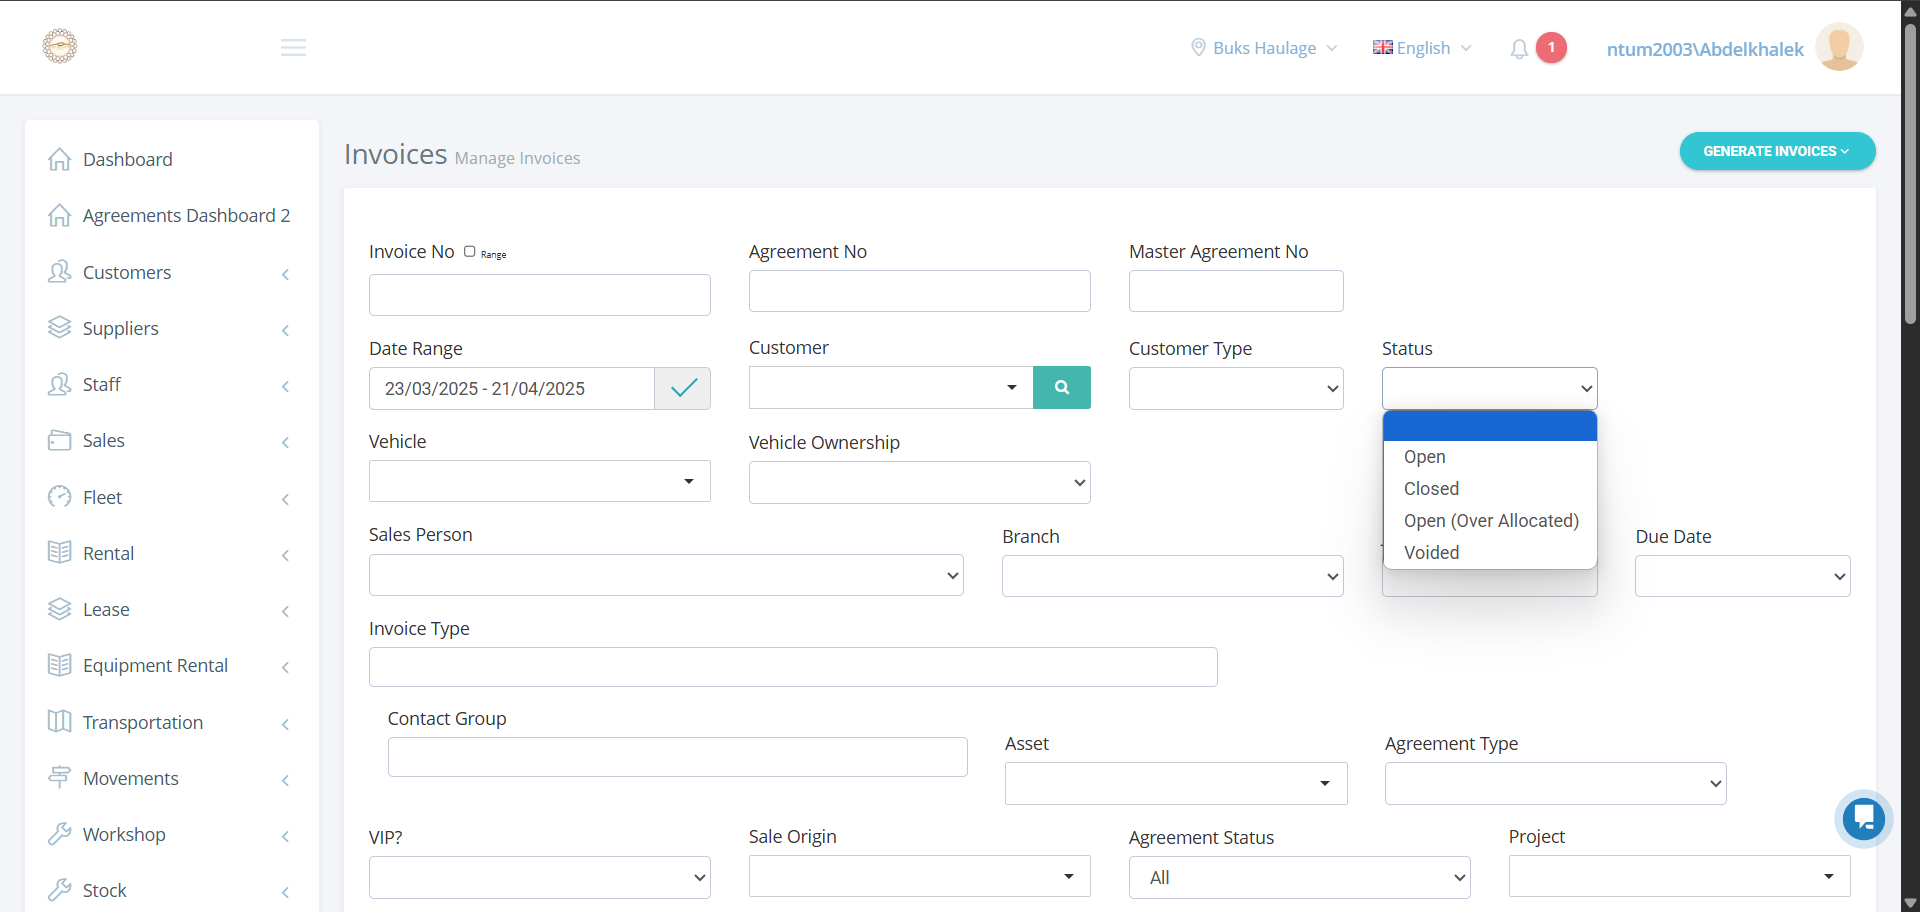 Buks Haulage
English
1
ntum2003\Abdelkhalek
Dashboard
Agreements Dashboard 2
Customers
Suppliers
Staff
Sales
Fleet
Rental
Lease
Equipment Rental
Transportation
Movements
Workshop
Stock
Invoices Manage Invoices
GENERATE INVOICES
Invoice No Range
Agreement No
Master Agreement No
Date Range
Customer
Customer Type
Status
23/03/2025 - 21/04/2025
Open
Closed
Open (Over Allocated)
Voided
Vehicle
Vehicle Ownership
Sales Person
Branch
Due Date
Invoice Type
Contact Group
Asset
Agreement Type
VIP?
Sale Origin
Agreement Status
Project
All